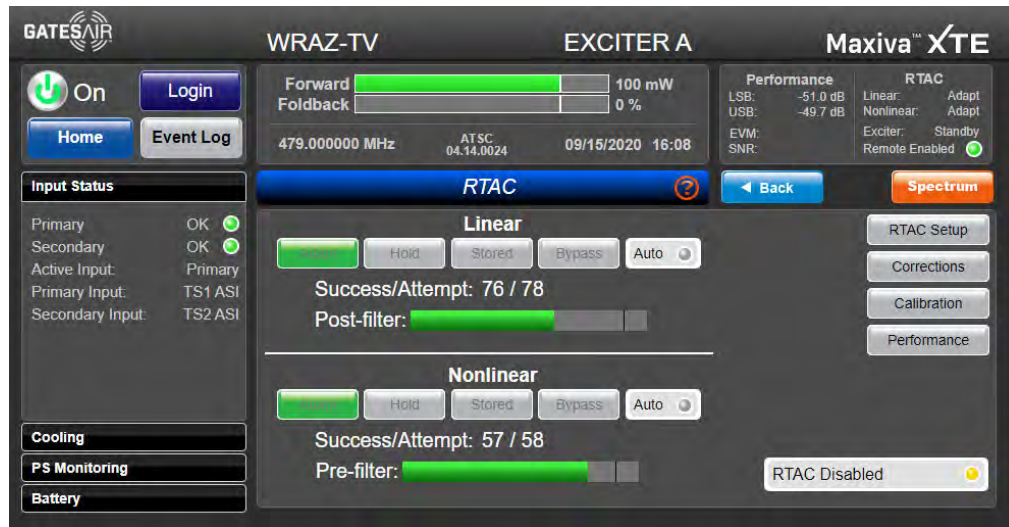 GATESAIR
WRAZ-TV
EXCITER A
Maxiva™ XTE
On
Login
Home
Event Log
Forward
100 mW
Foldback
0 %
479.000000 MHz
ATSC
04.14.0024
09/15/2020 16:08
Performance
LSB: -51.0 dB
USB: -49.7 dB
EVM:
SNR:
RTAC
Linear: Adapt
Nonlinear: Adapt
Exciter: Standby
Remote Enabled
Input Status
Primary OK
Secondary OK
Active Input: Primary
Primary Input: TS1 ASI
Secondary Input: TS2 ASI
Cooling
PS Monitoring
Battery
RTAC
?
Back
Spectrum
Linear
Hold
Stored
Bypass
Auto
Success/Attempt: 76 / 78
Post-filter:
Nonlinear
Hold
Stored
Bypass
Auto
Success/Attempt: 57 / 58
Pre-filter:
RTAC Setup
Corrections
Calibration
Performance
RTAC Disabled